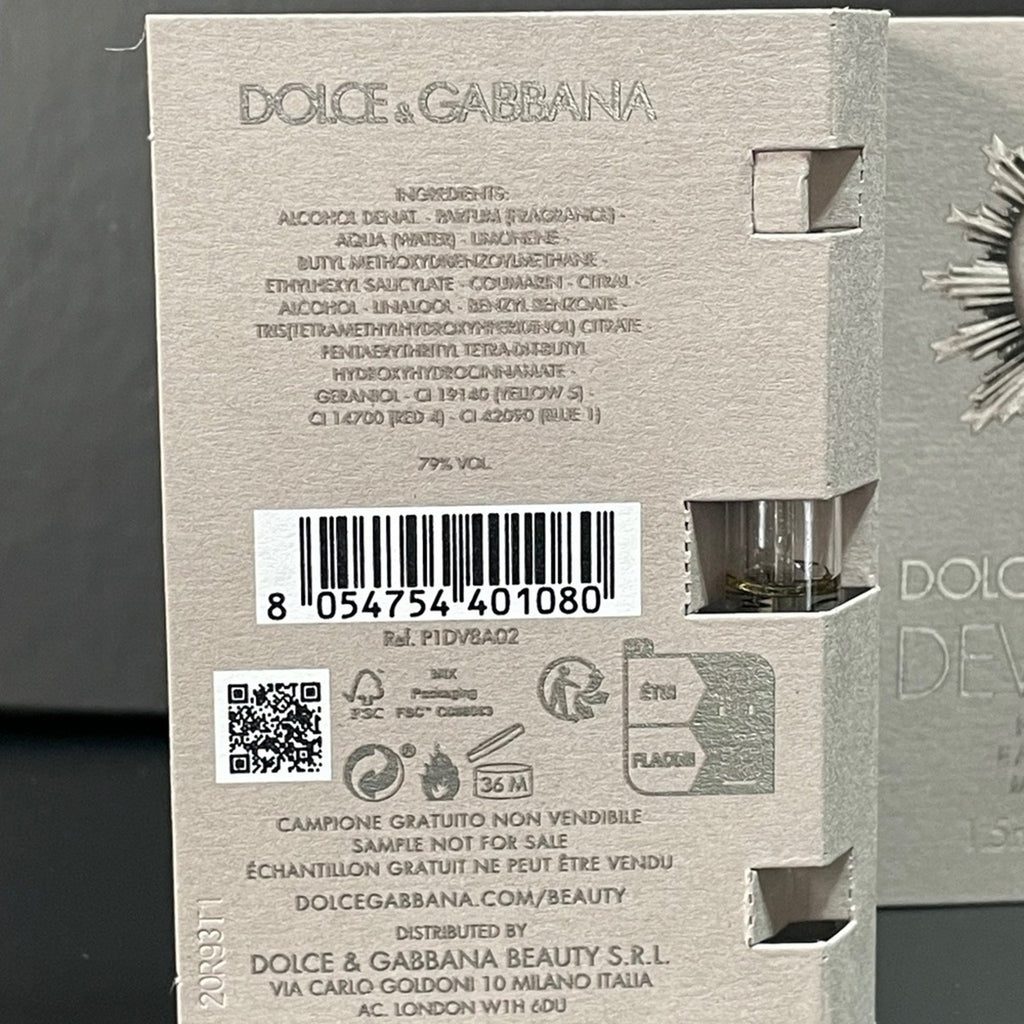 DOLCE & GABBANA
INGREDIENTS:
ALCOHOL DENAT. - PARFUM (FRAGRANCE) -
AQUA (WATER) - LIMONENE -
BUTYL METHOXYDIBENZOYLMETHANE -
ETHYLHEXYL SALICYLATE - COUMARIN - CITRAL -
ALCOHOL - LINALOOL - BENZYL BENZOATE -
TRIS(TETRAMETHYLHYDROXYPIPERIDINOL) CITRATE -
PENTAERYTHRITYL TETRA-DI-T-BUTYL
HYDROXYHYDROCINNAMATE -
GERANIOL - CI 19140 (YELLOW 5) -
CI 14700 (RED 4) - CI 42090 (BLUE 1)
79% VOL
8 054754 401080
Ref. P1DV8A02
FSC
MIX
Packaging
FSC™
ÉTUI
FLACON
®
36 M
CAMPIONE GRATUITO NON VENDIBILE
SAMPLE NOT FOR SALE
ÉCHANTILLON GRATUIT NE PEUT ÊTRE VENDU
DOLCEGABBANA.COM/BEAUTY
DISTRIBUTED BY
DOLCE & GABBANA BEAUTY S.R.L.
VIA CARLO GOLDONI 10 MILANO ITALIA
AC. LONDON W1H 6DU
20R93T1
DOLC
DEV